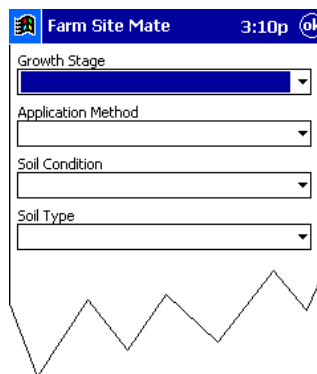 Farm Site Mate 3:10p ok
Growth Stage
Application Method
Soil Condition
Soil Type